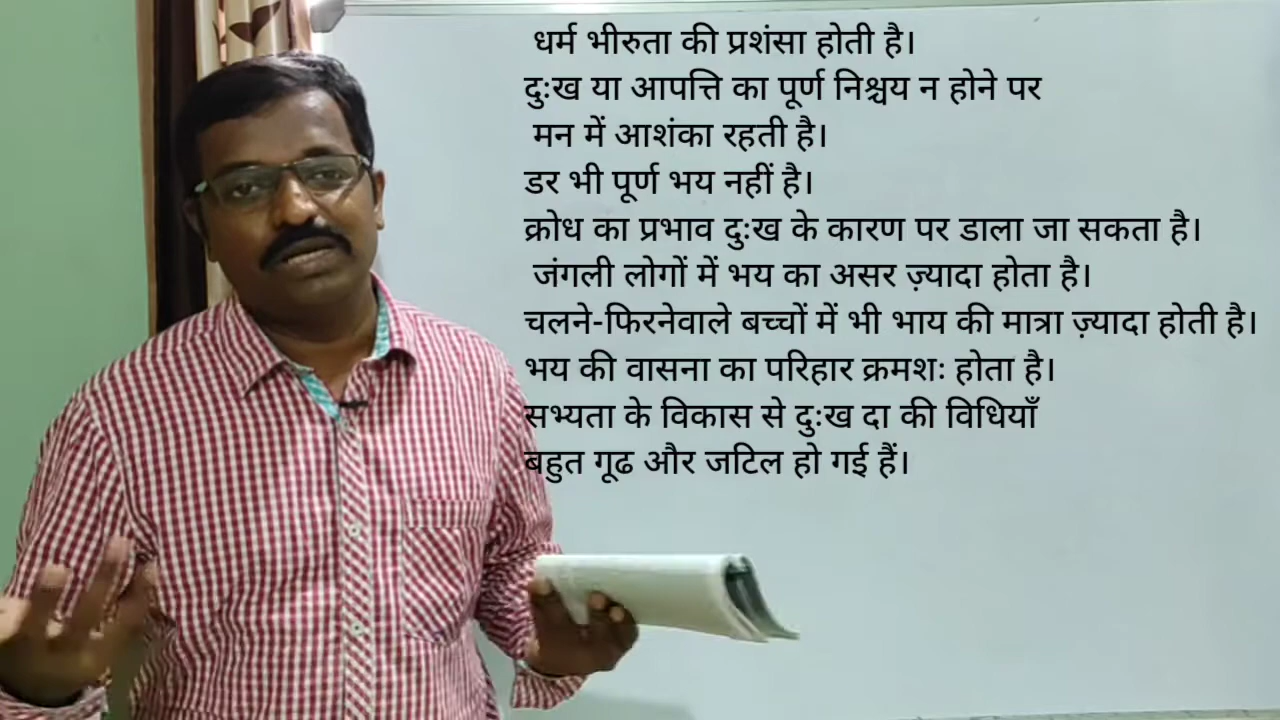 धर्म भीरुता की प्रशंसा होती है।
दुःख या आपत्ति का पूर्ण निश्चय न होने पर
मन में आशंका रहती है।
डर भी पूर्ण भय नहीं है।
क्रोध का प्रभाव दुःख के कारण पर डाला जा सकता है।
जंगली लोगों में भय का असर ज़्यादा होता है।
चलने-फिरनेवाले बच्चों में भी भाय की मात्रा ज़्यादा होती है।
भय की वासना का परिहार क्रमशः होता है।
सभ्यता के विकास से दुःख दा की विधियाँ
बहुत गूढ और जटिल हो गई हैं।